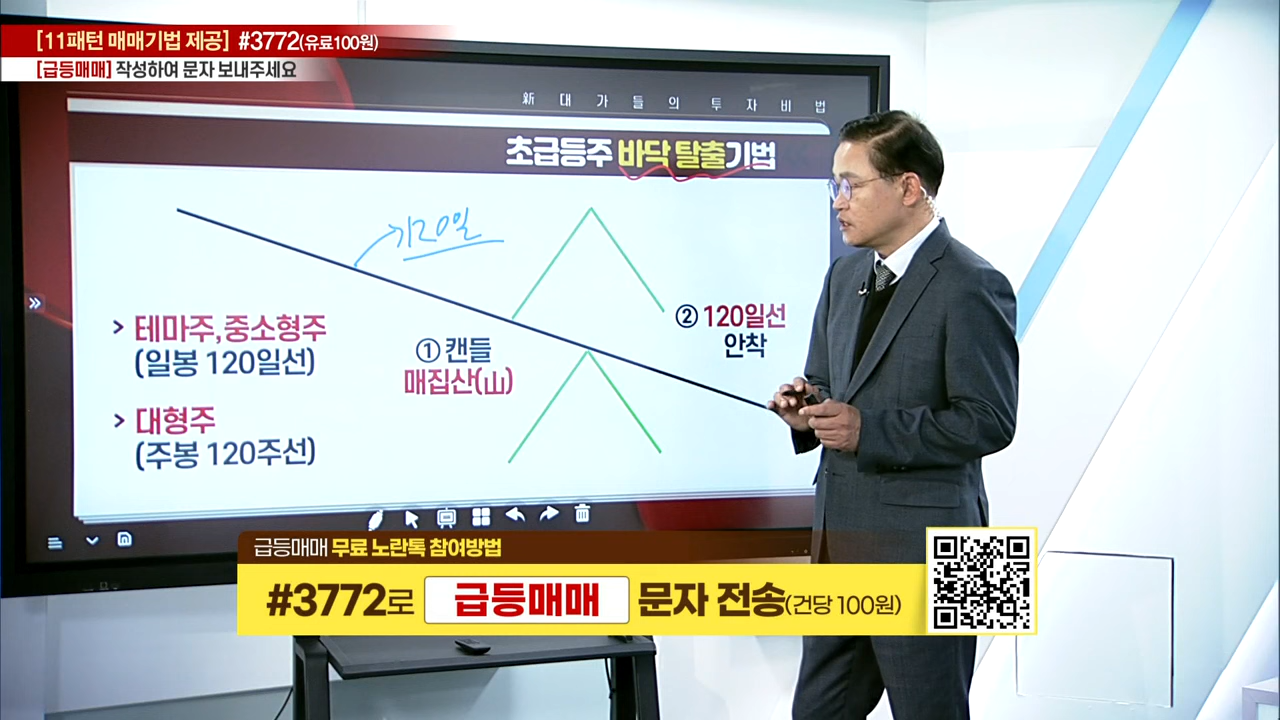 [11패턴 매매기법 제공] #3772(유료100원)
[급등매매] 작성하여 문자 보내주세요
新 대 가 들 의 투 자 비 법
초급등주 바닥 탈출기법
120일
> 테마주,중소형주
(일봉 120일선)
> 대형주
(주봉 120주선)
① 캔들
매집산(山)
② 120일선
안착
급등매매 무료 노란톡 참여방법
#3772로 급등매매 문자 전송(건당 100원)